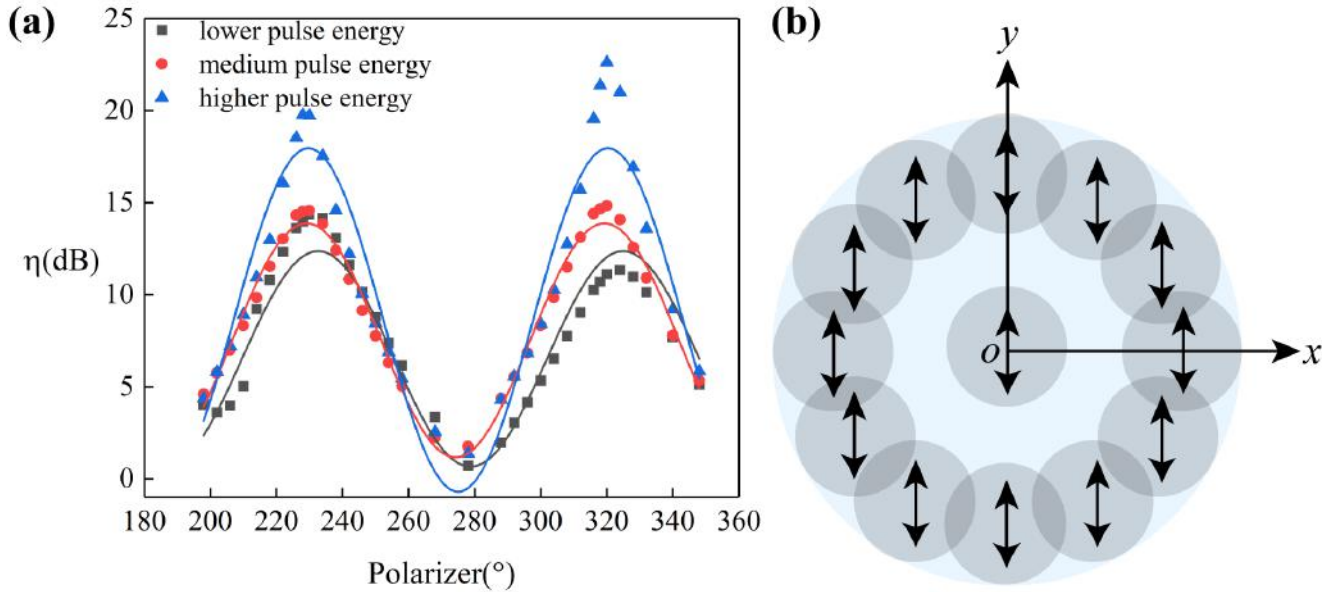 (a)
25
lower pulse energy
medium pulse energy
higher pulse energy
20
15
η(dB)
10
5
0
180 200 220 240 260 280 300 320 340 360
Polarizer(°)
(b)
y
o
x